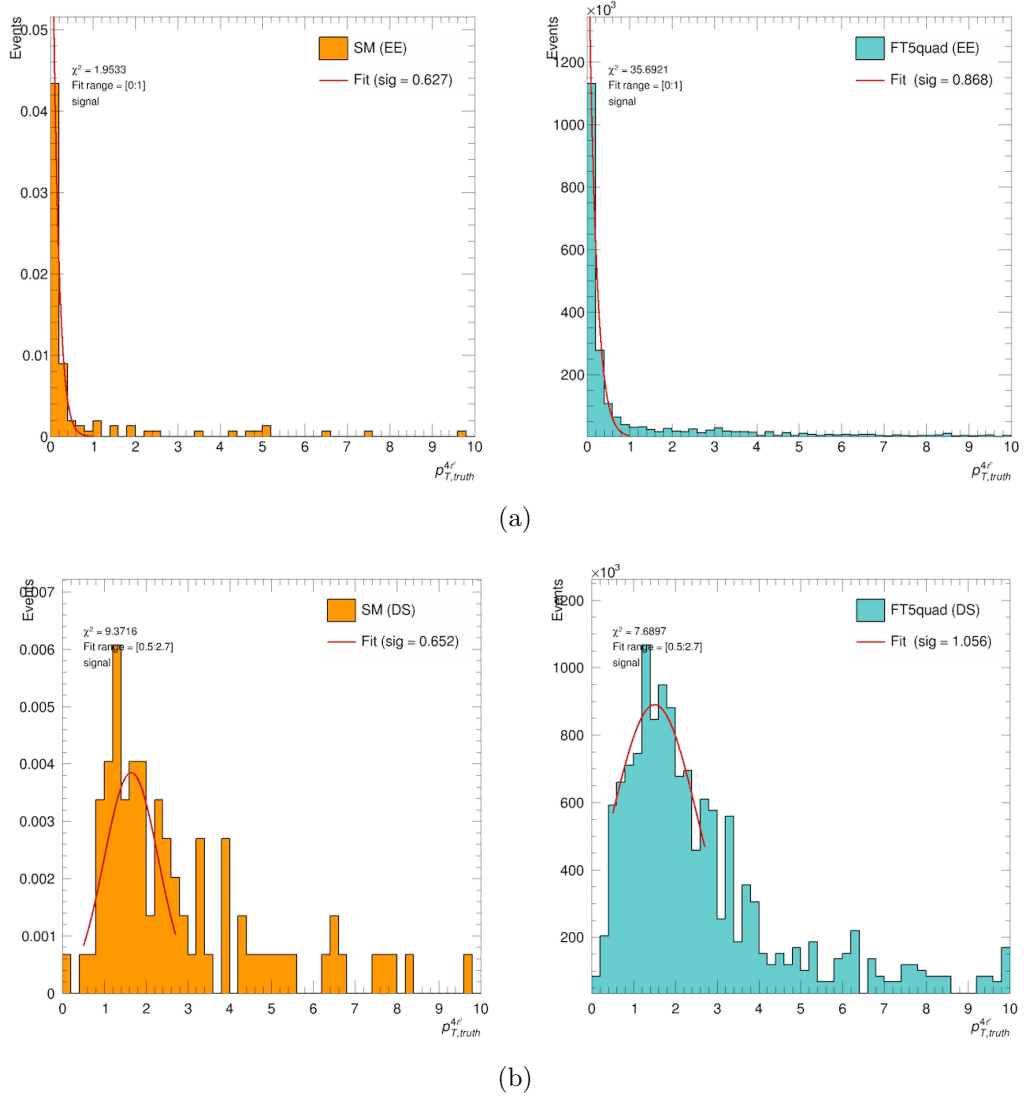 Events
0.05
0.04
0.03
0.02
0.01
0
SM (EE)
Fit (sig = 0.627)
χ² = 1.9533
Fit range = [0:1]
signal
0 1 2 3 4 5 6 7 8 9 10
p^{4ℓ}_{T,truth}
×10³
Events
1200
1000
800
600
400
200
FT5quad (EE)
Fit (sig = 0.868)
χ² = 35.6921
Fit range = [0:1]
signal
0 1 2 3 4 5 6 7 8 9 10
p^{4ℓ}_{T,truth}
(a)
Events
0.007
0.006
0.005
0.004
0.003
0.002
0.001
0
SM (DS)
Fit (sig = 0.652)
χ² = 9.3716
Fit range = [0.5:2.7]
signal
0 1 2 3 4 5 6 7 8 9 10
p^{4ℓ}_{T,truth}
×10³
Events
1200
1000
800
600
400
200
FT5quad (DS)
Fit (sig = 1.056)
χ² = 7.6897
Fit range = [0.5:2.7]
signal
0 1 2 3 4 5 6 7 8 9 10
p^{4ℓ}_{T,truth}
(b)